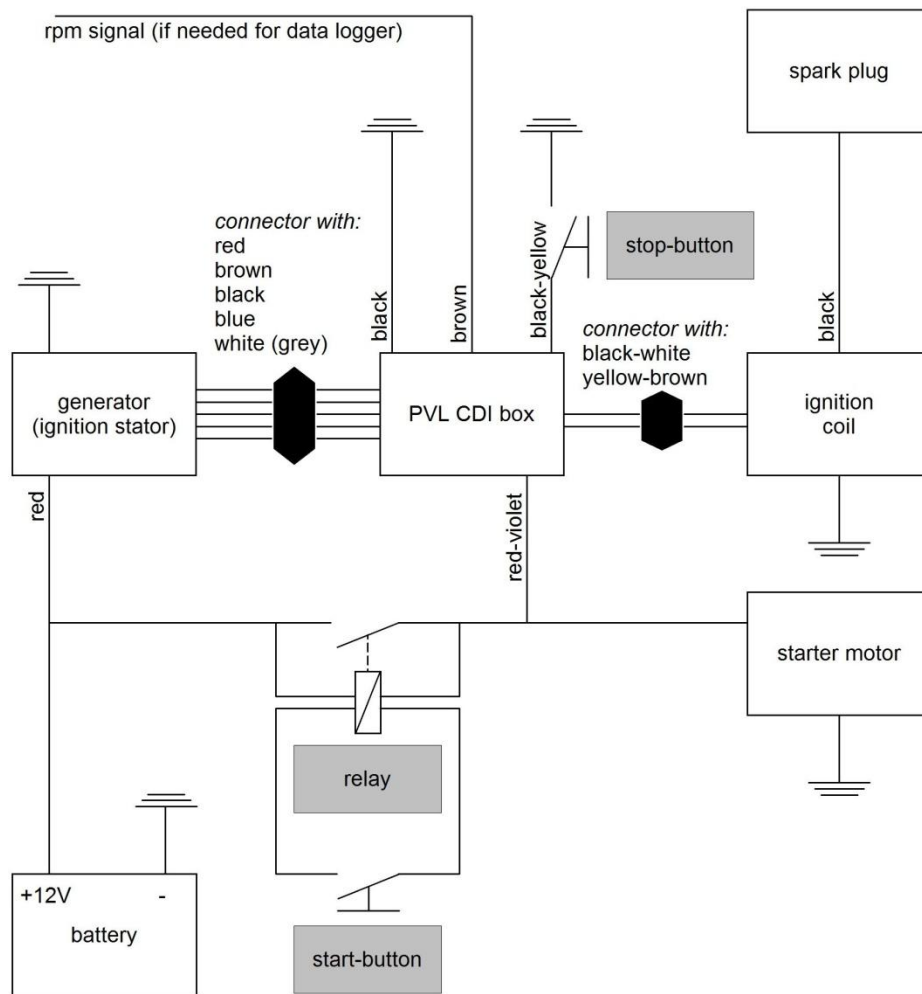 rpm signal (if needed for data logger)
spark plug
connector with:
red
brown
black
blue
white (grey)
black
brown
black-yellow
stop-button
connector with:
black-white
yellow-brown
black
generator
(ignition stator)
PVL CDI box
ignition
coil
red
red-violet
starter motor
relay
+12V -
battery
start-button